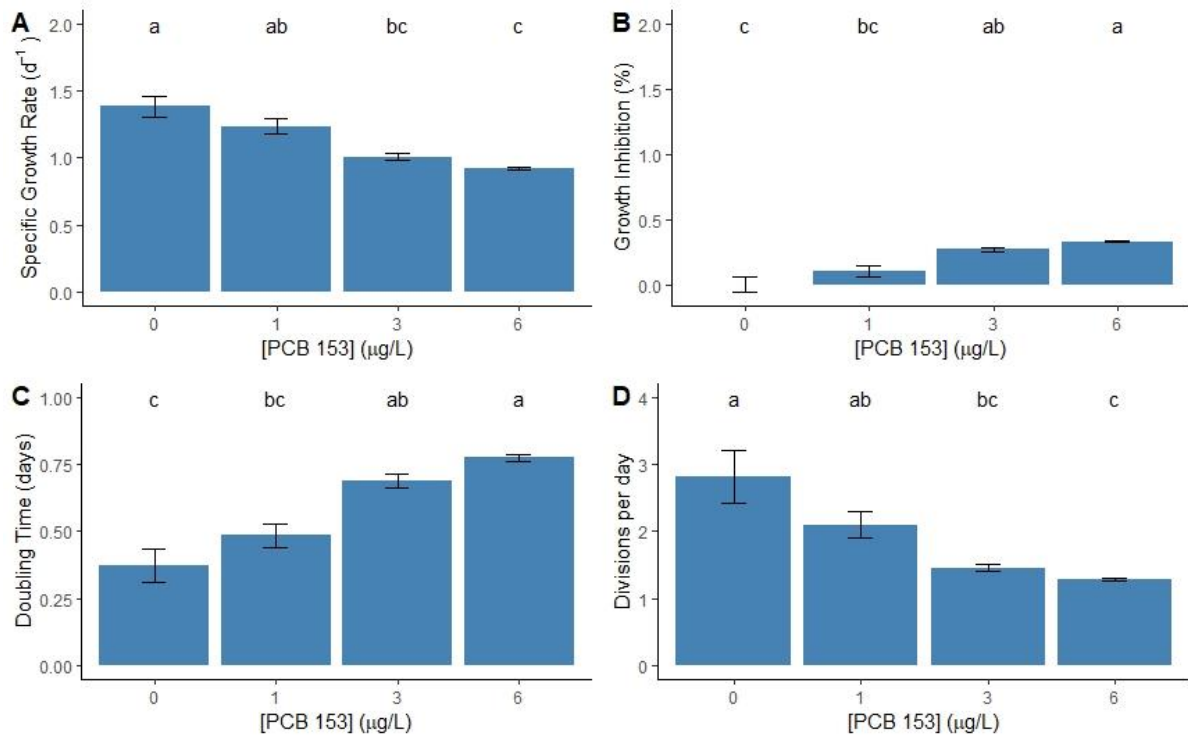 A
Specific Growth Rate (d⁻¹)
2.0
1.5
1.0
0.5
0.0
a ab bc c
0 1 3 6
[PCB 153] (μg/L)
B
Growth Inhibition (%)
2.0
1.5
1.0
0.5
0.0
c bc ab a
0 1 3 6
[PCB 153] (μg/L)
C
Doubling Time (days)
1.00
0.75
0.50
0.25
0.00
c bc ab a
0 1 3 6
[PCB 153] (μg/L)
D
Divisions per day
4
3
2
1
0
a ab bc c
0 1 3 6
[PCB 153] (μg/L)